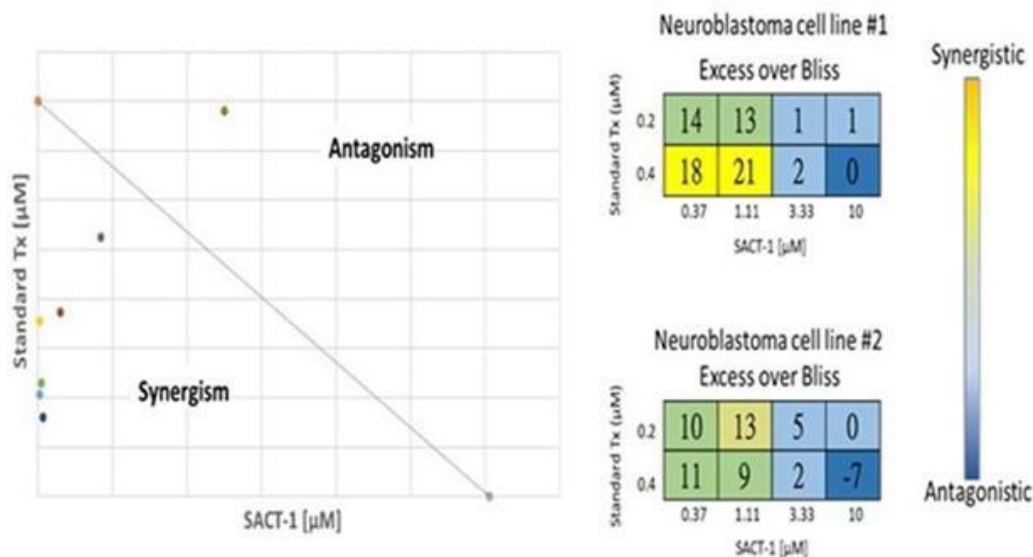 Standard Tx [µM]
Antagonism
Synergism
SACT-1 [µM]
Neuroblastoma cell line #1
Excess over Bliss
Standard Tx (µM)
0.2 14 13 1 1
0.4 18 21 2 0
0.37 1.11 3.33 10
SACT-1 [µM]
Neuroblastoma cell line #2
Excess over Bliss
Standard Tx (µM)
0.2 10 13 5 0
0.4 11 9 2 -7
0.37 1.11 3.33 10
SACT-1 [µM]
Synergistic
Antagonistic